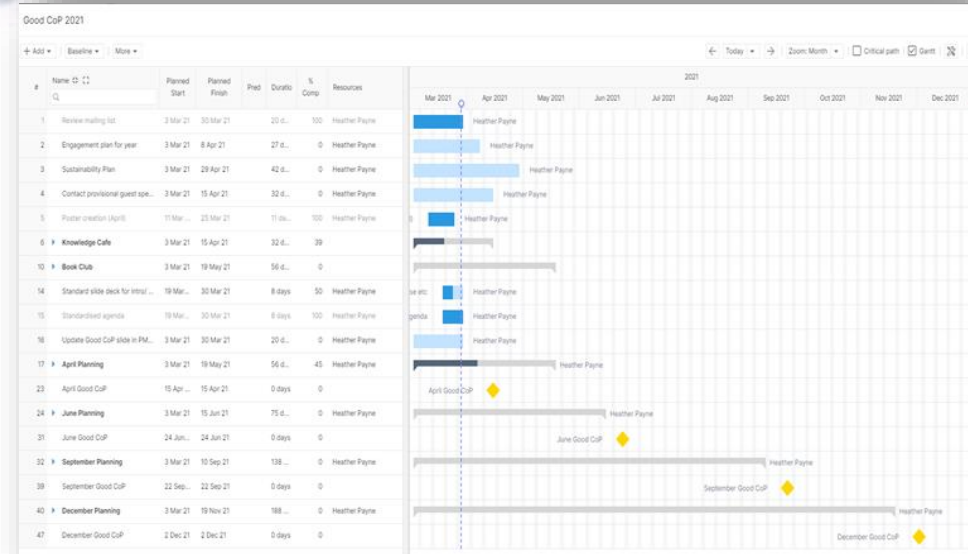 Good CoP 2021
+ Add Baseline More Today Zoom: Month Critical path Gantt
# Name Planned Start Planned Finish Pred Duratio % Comp Resources 2021
Mar 2021 Apr 2021 May 2021 Jun 2021 Jul 2021 Aug 2021 Sep 2021 Oct 2021 Nov 2021 Dec 2021
1 Review mailing list 3 Mar 21 30 Mar 21 20 d... 100 Heather Payne Heather Payne
2 Engagement plan for year 3 Mar 21 8 Apr 21 27 d... 0 Heather Payne Heather Payne
3 Sustainability Plan 3 Mar 21 29 Apr 21 42 d... 0 Heather Payne Heather Payne
4 Contact provisional guest spe... 3 Mar 21 15 Apr 21 32 d... 0 Heather Payne Heather Payne
5 Poster creation (April) 11 Mar ... 25 Mar 21 11 da... 100 Heather Payne Heather Payne
6 Knowledge Cafe 3 Mar 21 15 Apr 21 32 d... 39
10 Book Club 3 Mar 21 19 May 21 56 d... 0
14 Standard slide deck for intro/ ... 19 Mar... 30 Mar 21 8 days 50 Heather Payne se etc. Heather Payne
15 Standardised agenda 19 Mar... 30 Mar 21 8 days 100 Heather Payne genda Heather Payne
16 Update Good CoP slide in PM... 3 Mar 21 30 Mar 21 20 d... 0 Heather Payne Heather Payne
17 April Planning 3 Mar 21 19 May 21 56 d... 45 Heather Payne Heather Payne
23 April Good CoP 15 Apr ... 15 Apr 21 0 days 0 April Good CoP
24 June Planning 3 Mar 21 15 Jun 21 75 d... 0 Heather Payne Heather Payne
31 June Good CoP 24 Jun... 24 Jun 21 0 days 0 June Good CoP
32 September Planning 3 Mar 21 10 Sep 21 138 ... 0 Heather Payne Heather Payne
39 September Good CoP 22 Sep... 22 Sep 21 0 days 0 September Good CoP
40 December Planning 3 Mar 21 19 Nov 21 188 ... 0 Heather Payne Heather Payne
47 December Good CoP 2 Dec 21 2 Dec 21 0 days 0 December Good CoP